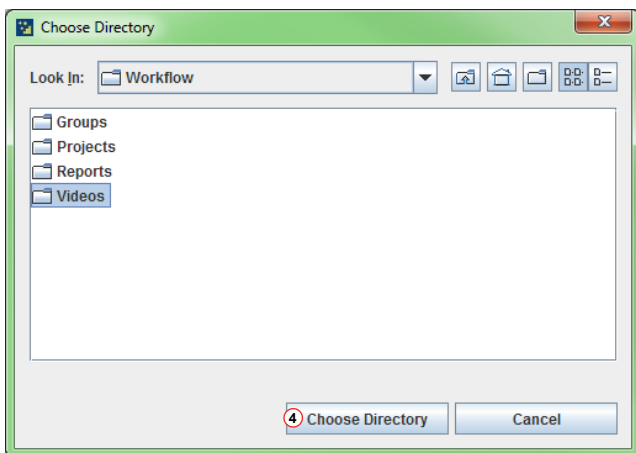 Choose Directory
Look In: Workflow
Groups
Projects
Reports
Videos
4 Choose Directory Cancel